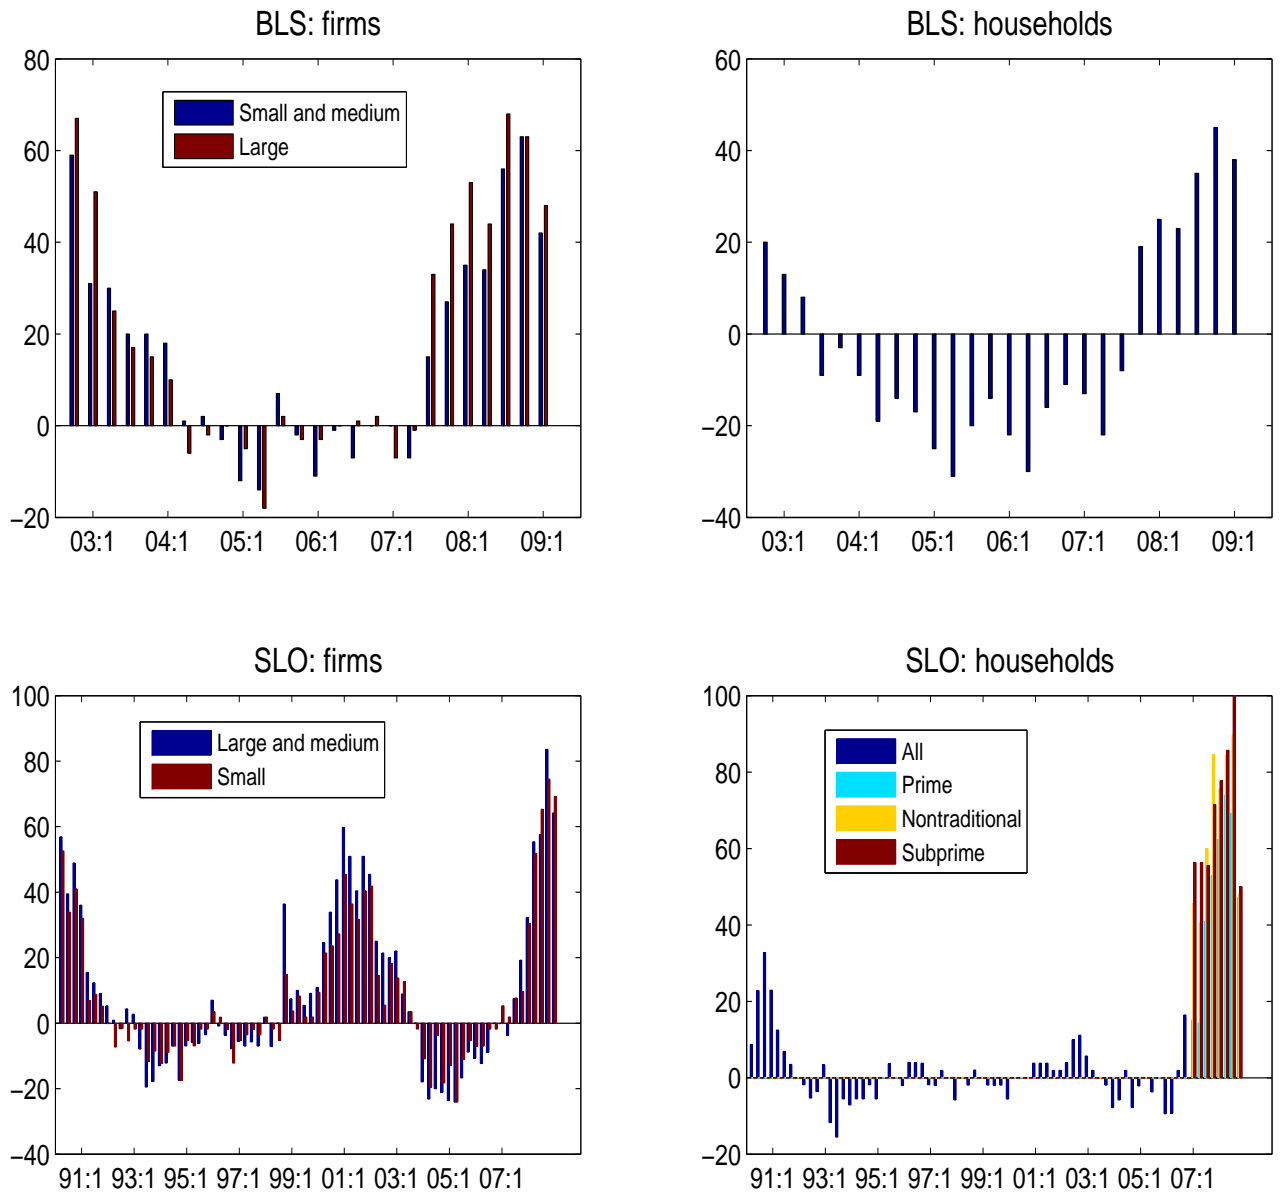 BLS: firms
80
60
40
20
0
−20
Small and medium
Large
03:1 04:1 05:1 06:1 07:1 08:1 09:1
BLS: households
60
40
20
0
−20
−40
03:1 04:1 05:1 06:1 07:1 08:1 09:1
SLO: firms
100
80
60
40
20
0
−20
−40
Large and medium
Small
91:1 93:1 95:1 97:1 99:1 01:1 03:1 05:1 07:1
SLO: households
100
80
60
40
20
0
−20
All
Prime
Nontraditional
Subprime
91:1 93:1 95:1 97:1 99:1 01:1 03:1 05:1 07:1